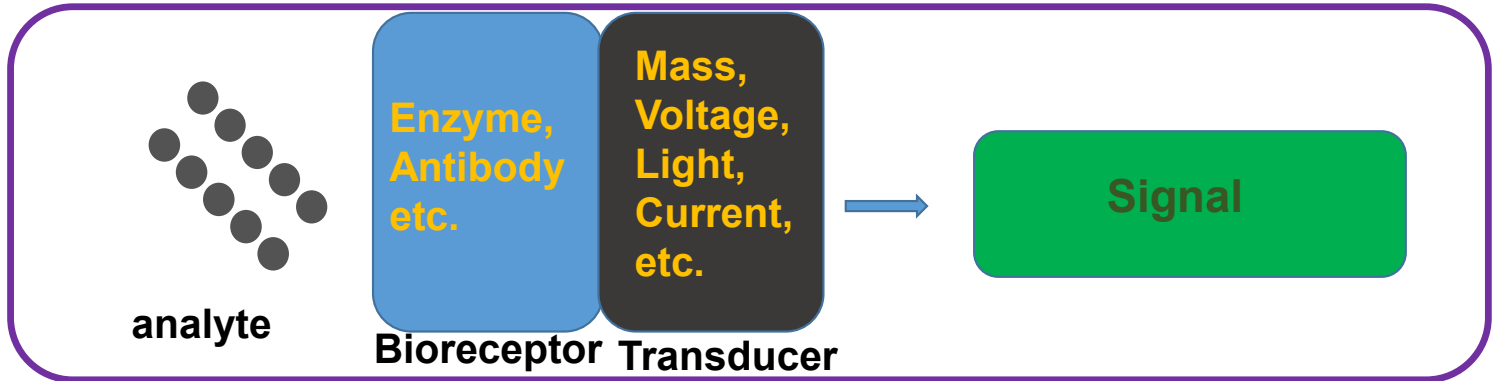 analyte
Enzyme,
Antibody
etc.
Bioreceptor
Mass,
Voltage,
Light,
Current,
etc.
Transducer
Signal